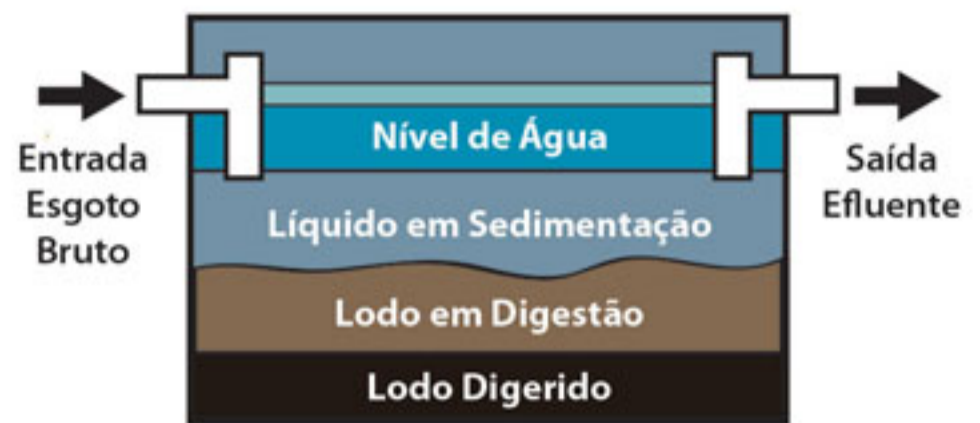 Entrada
Esgoto
Bruto
Nível de Água
Líquido em Sedimentação
Lodo em Digestão
Lodo Digerido
Saída
Efluente